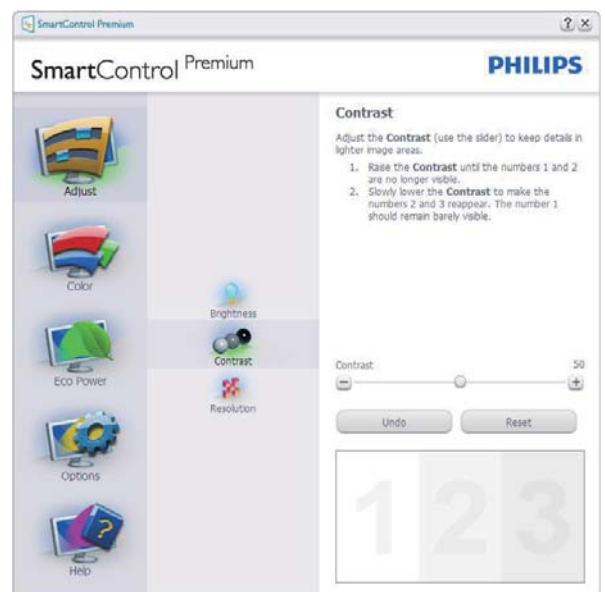 SmartControl Premium
? ×
SmartControl Premium
PHILIPS
Adjust
Color
Eco Power
Options
Help
Brightness
Contrast
Resolution
Contrast
Adjust the Contrast (use the slider) to keep details in
lighter image areas.
1. Raise the Contrast until the numbers 1 and 2
are no longer visible.
2. Slowly lower the Contrast to make the
numbers 2 and 3 reappear. The number 1
should remain barely visible.
Contrast 50
− +
Undo Reset
1 2 3